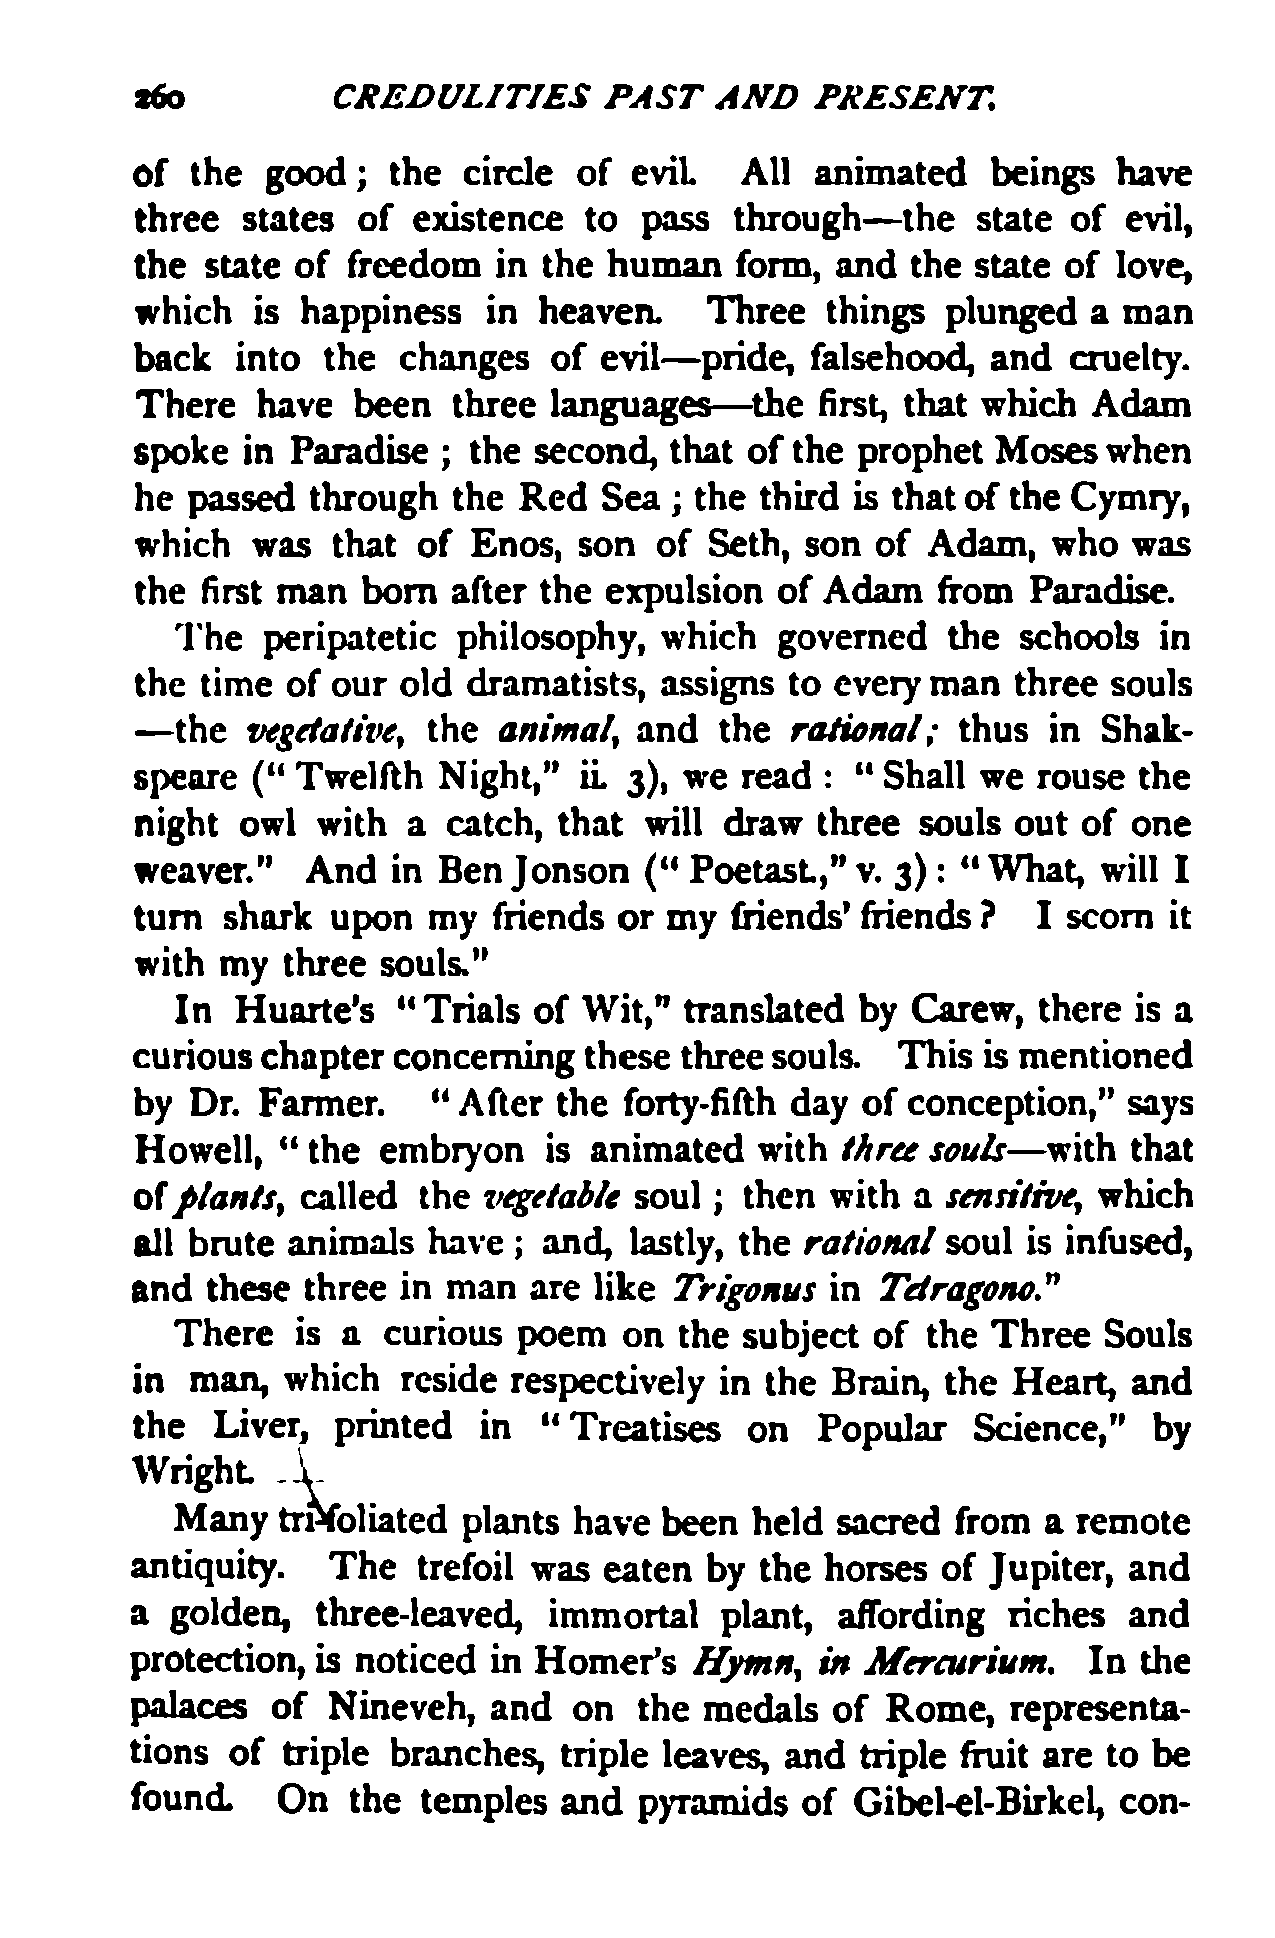 260 CREDULITIES PAST AND PRESENT.
of the good; the circle of evil. All animated beings have
three states of existence to pass through—the state of evil,
the state of freedom in the human form, and the state of love,
which is happiness in heaven. Three things plunged a man
back into the changes of evil—pride, falsehood, and cruelty.
There have been three languages—the first, that which Adam
spoke in Paradise; the second, that of the prophet Moses when
he passed through the Red Sea; the third is that of the Cymry,
which was that of Enos, son of Seth, son of Adam, who was
the first man born after the expulsion of Adam from Paradise.
The peripatetic philosophy, which governed the schools in
the time of our old dramatists, assigns to every man three souls
—the vegetative, the animal, and the rational; thus in Shak-
speare ("Twelfth Night," ii. 3), we read: "Shall we rouse the
night owl with a catch, that will draw three souls out of one
weaver." And in Ben Jonson ("Poetast.," v. 3): "What, will I
turn shark upon my friends or my friends' friends? I scorn it
with my three souls."
In Huarte's "Trials of Wit," translated by Carew, there is a
curious chapter concerning these three souls. This is mentioned
by Dr. Farmer. "After the forty-fifth day of conception," says
Howell, "the embryon is animated with three souls—with that
of plants, called the vegetable soul; then with a sensitive, which
all brute animals have; and, lastly, the rational soul is infused,
and these three in man are like Trigonus in Tetragono."
There is a curious poem on the subject of the Three Souls
in man, which reside respectively in the Brain, the Heart, and
the Liver, printed in "Treatises on Popular Science," by
Wright.
Many trifoliated plants have been held sacred from a remote
antiquity. The trefoil was eaten by the horses of Jupiter, and
a golden, three-leaved, immortal plant, affording riches and
protection, is noticed in Homer's Hymn, in Mercurium. In the
palaces of Nineveh, and on the medals of Rome, representa-
tions of triple branches, triple leaves, and triple fruit are to be
found. On the temples and pyramids of Gibel-el-Birkel, con-